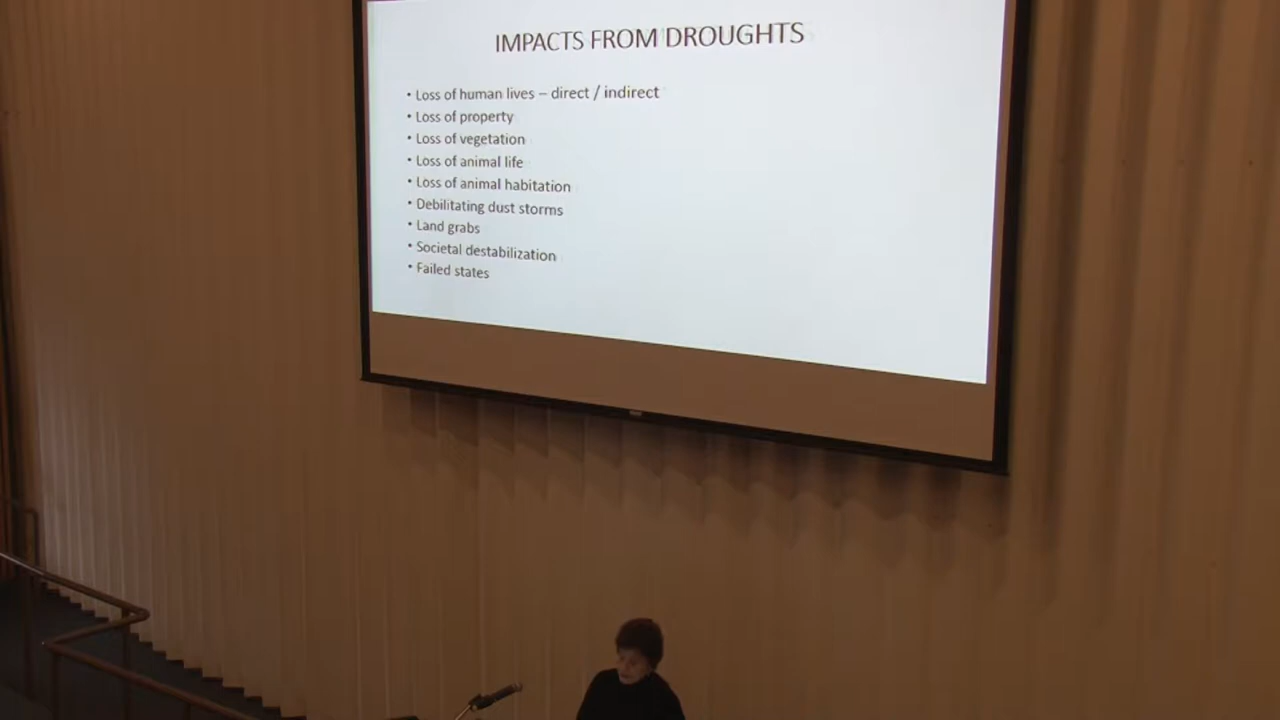 IMPACTS FROM DROUGHTS
• Loss of human lives – direct / indirect
• Loss of property
• Loss of vegetation
• Loss of animal life
• Loss of animal habitation
• Debilitating dust storms
• Land grabs
• Societal destabilization
• Failed states